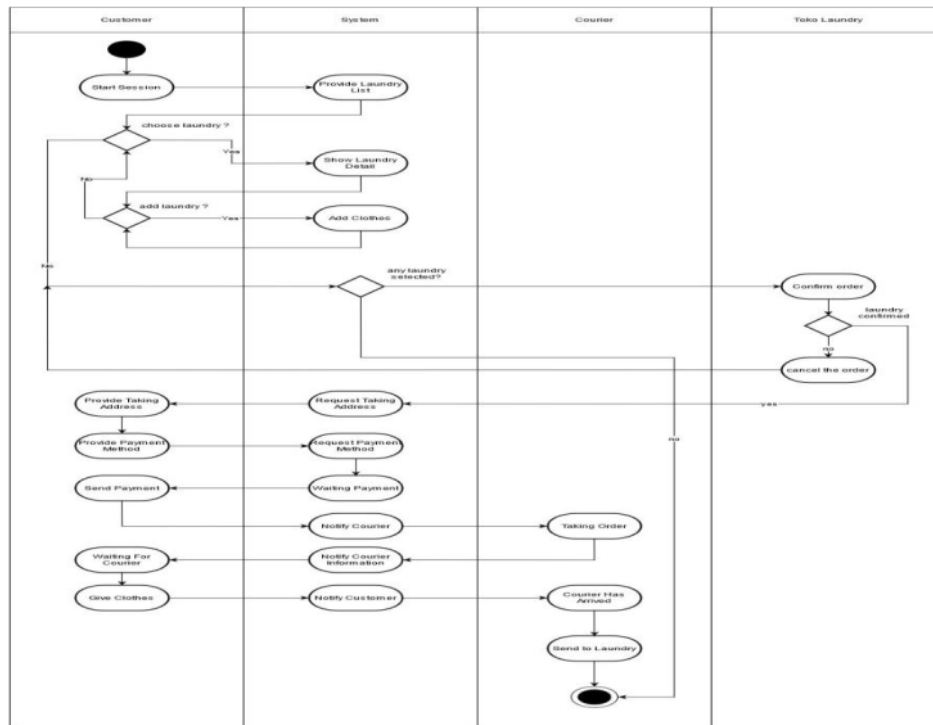 Customer
System
Courier
Toko Laundry
Start Session
Provide Laundry
List
choose laundry ?
Yes
Show Laundry
Detail
No
add laundry ?
Yes
Add Clothes
No
any laundry
selected?
Confirm order
laundry
confirmed
no
cancel the order
Provide Taking
Address
Request Taking
Address
yes
no
Provide Payment
Method
Request Payment
Method
Send Payment
Waiting Payment
Notify Courier
Taking Order
Waiting For
Courier
Notify Courier
Information
Give Clothes
Notify Customer
Courier Has
Arrived
Send to Laundry